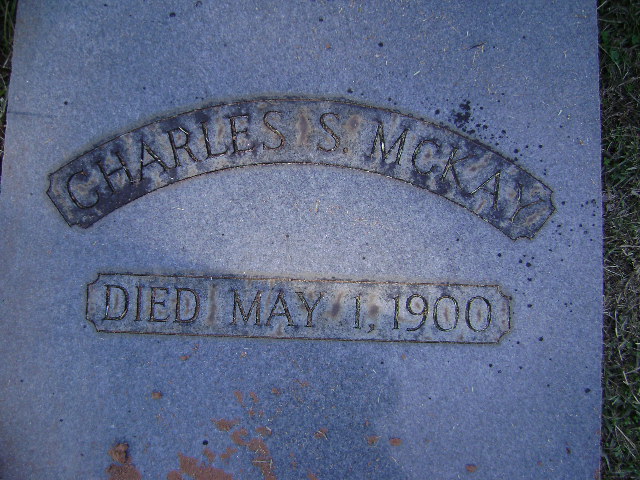 CHARLES S. MCKAY
DIED MAY 1, 1900